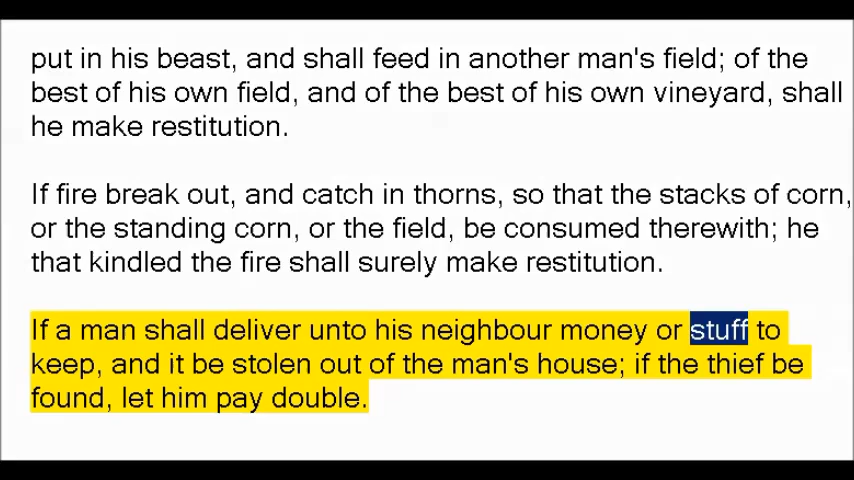 put in his beast, and shall feed in another man's field; of the
best of his own field, and of the best of his own vineyard, shall
he make restitution.
If fire break out, and catch in thorns, so that the stacks of corn,
or the standing corn, or the field, be consumed therewith; he
that kindled the fire shall surely make restitution.
If a man shall deliver unto his neighbour money or stuff to
keep, and it be stolen out of the man's house; if the thief be
found, let him pay double.